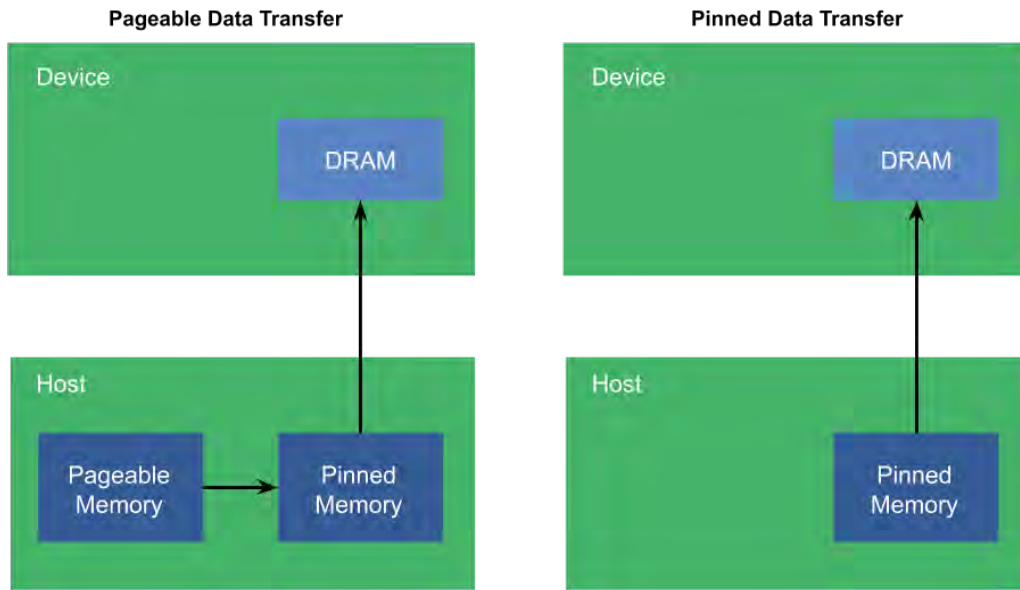 Pageable Data Transfer
Device
DRAM
Host
Pageable
Memory
Pinned
Memory
Pinned Data Transfer
Device
DRAM
Host
Pinned
Memory